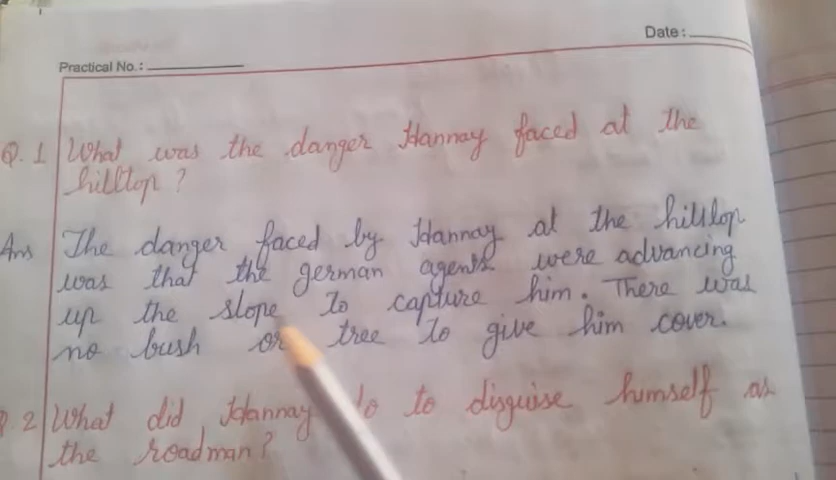 Date :
Practical No. :
Q. 1 What was the danger Hannay faced at the
hilltop ?
Ans The danger faced by Hannay at the hilltop
was that the german agents were advancing
up the slope to capture him. There was
no bush or tree to give him cover.
2 What did Hannay do to disguise himself as
the roadman ?